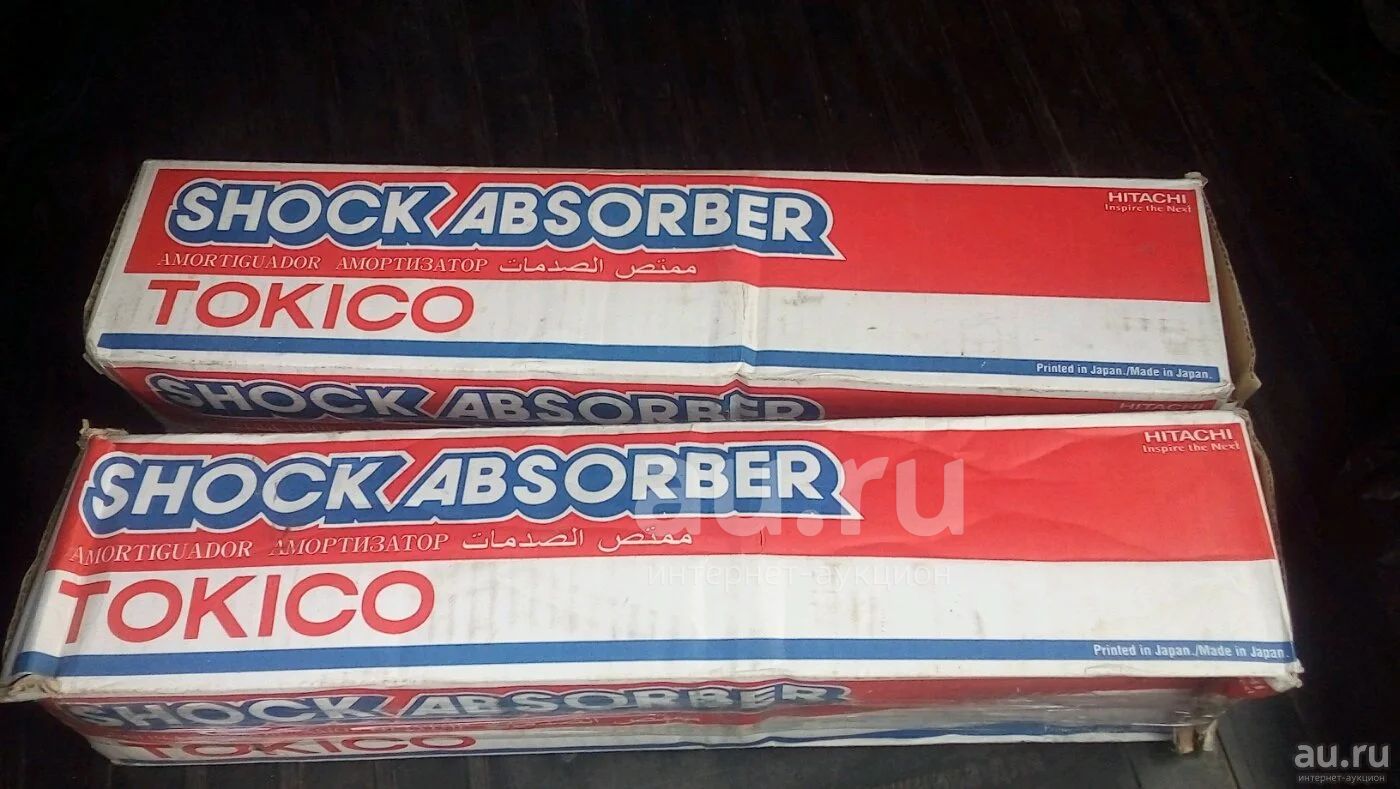 SHOCK ABSORBER
HITACHI
Inspire the Next
AMORTIGUADOR АМОРТИЗАТОР ممتص الصدمات
TOKICO
Printed in Japan./Made in Japan.
SHOCK ABSORBER
HITACHI
SHOCK ABSORBER
HITACHI
Inspire the Next
AMORTIGUADOR АМОРТИЗАТОР ممتص الصدمات
TOKICO
Printed in Japan./Made in Japan.
SHOCK ABSORBER
TOKICO
au.ru
интернет-аукцион
au.ru
интернет-аукцион